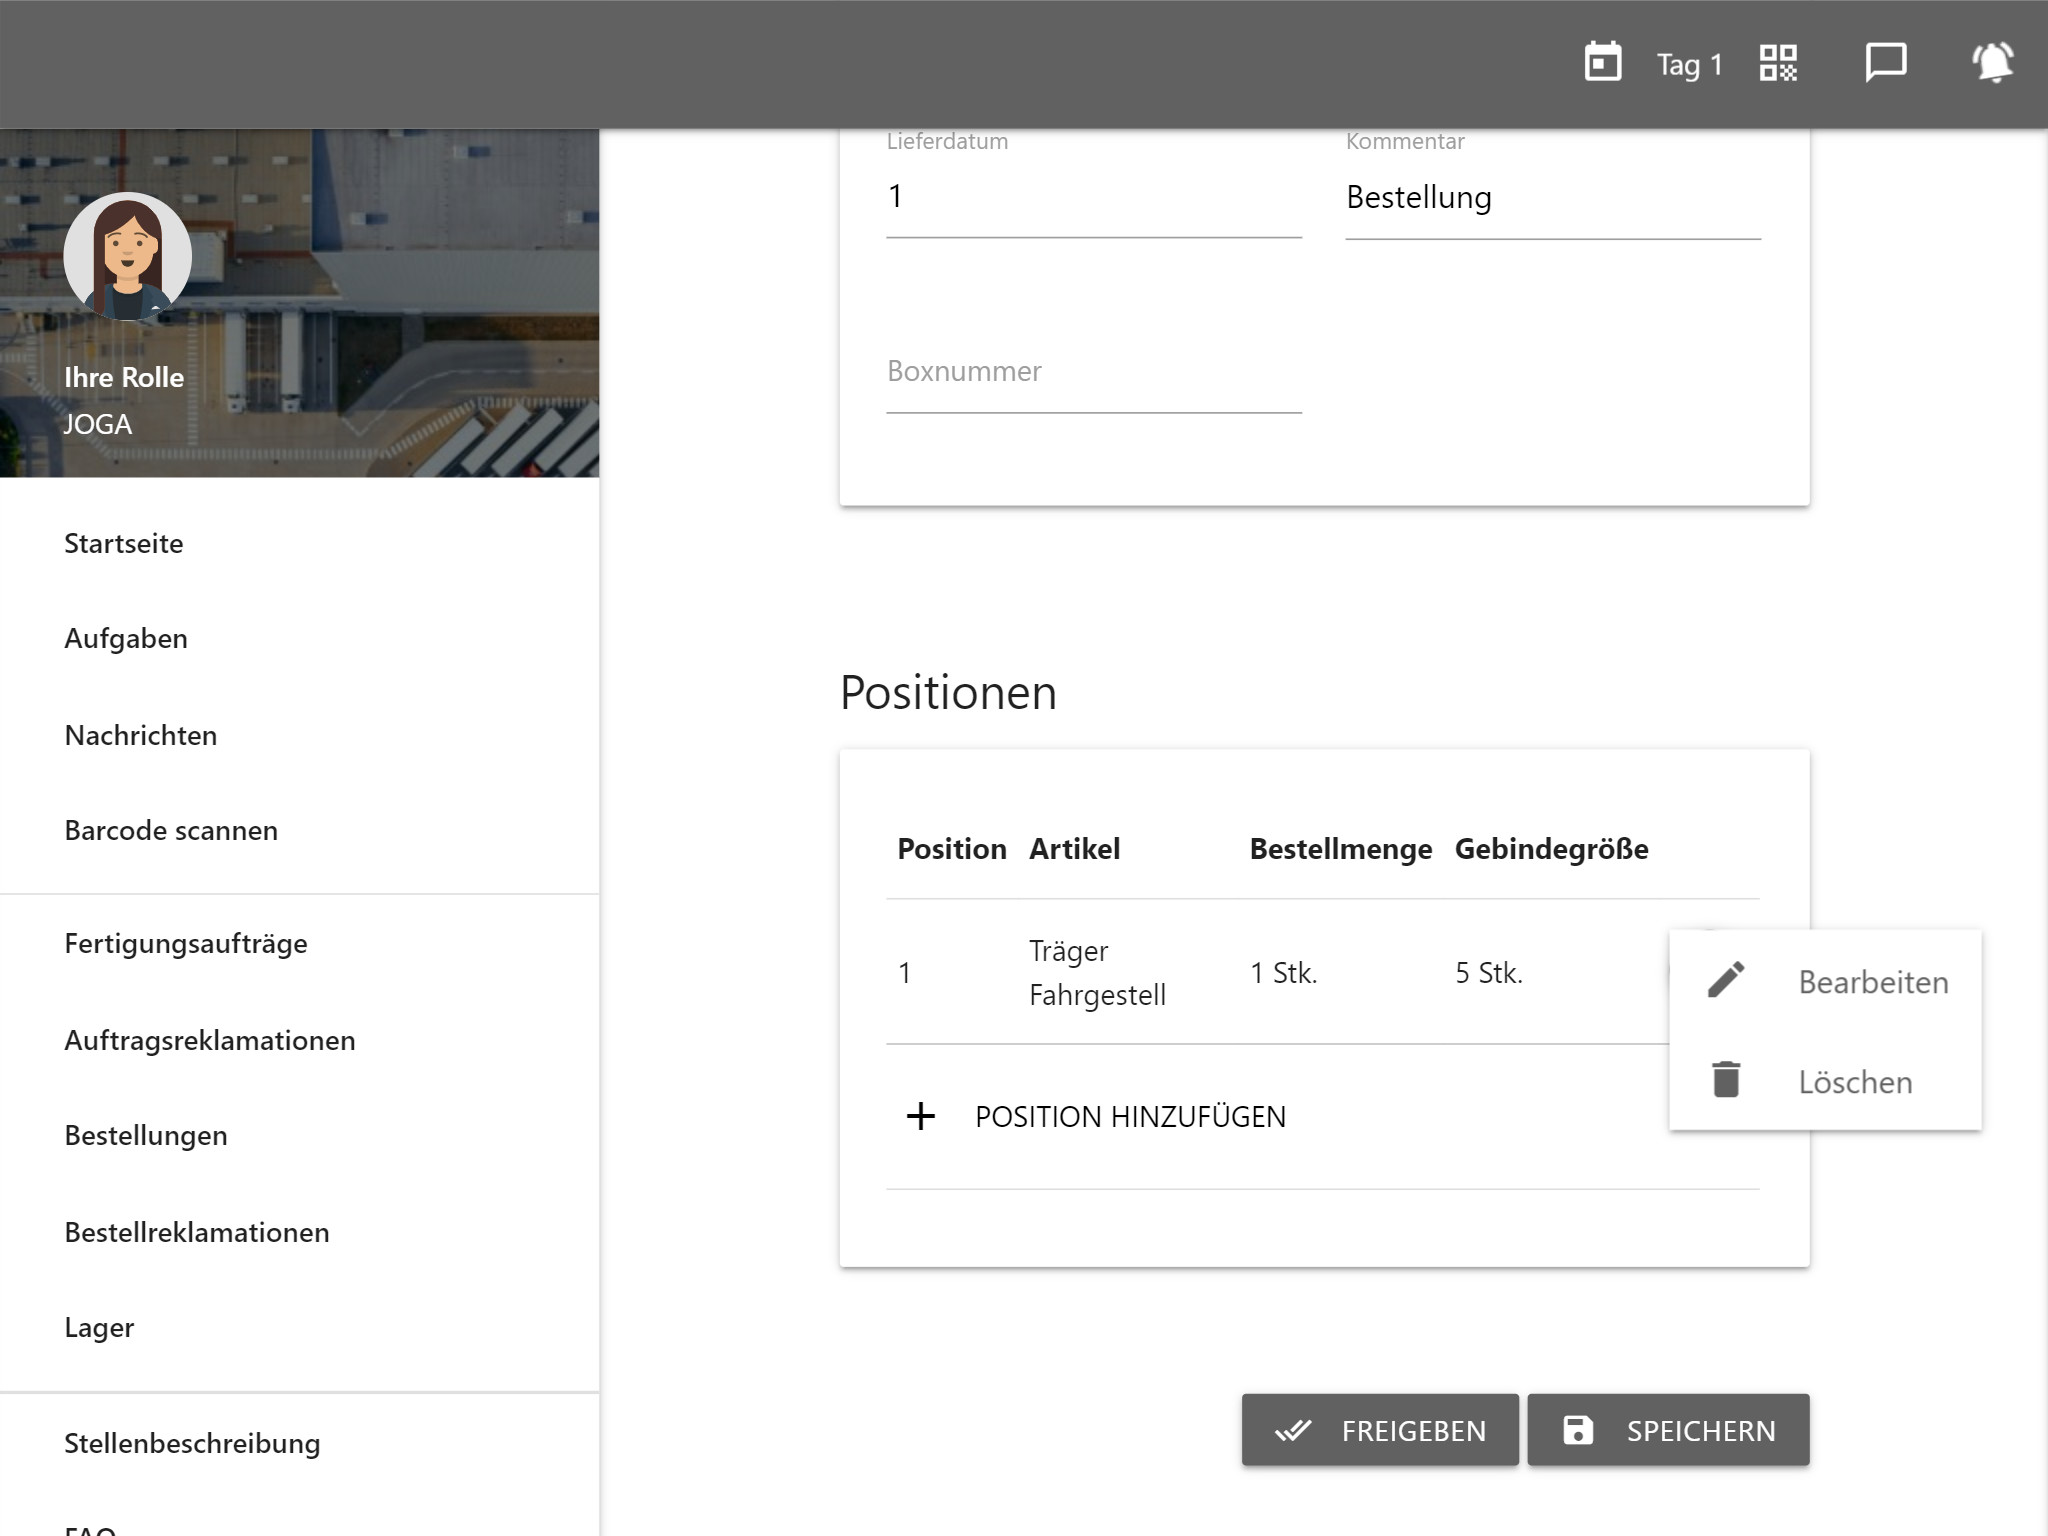 Tag 1
Ihre Rolle
JOGA
Startseite
Aufgaben
Nachrichten
Barcode scannen
Fertigungsaufträge
Auftragsreklamationen
Bestellungen
Bestellreklamationen
Lager
Stellenbeschreibung
FAQ
Lieferdatum
1
Kommentar
Bestellung
Boxnummer
Positionen
Position Artikel Bestellmenge Gebindegröße
1 Träger Fahrgestell 1 Stk. 5 Stk.
Bearbeiten
Löschen
POSITION HINZUFÜGEN
FREIGEBEN
SPEICHERN